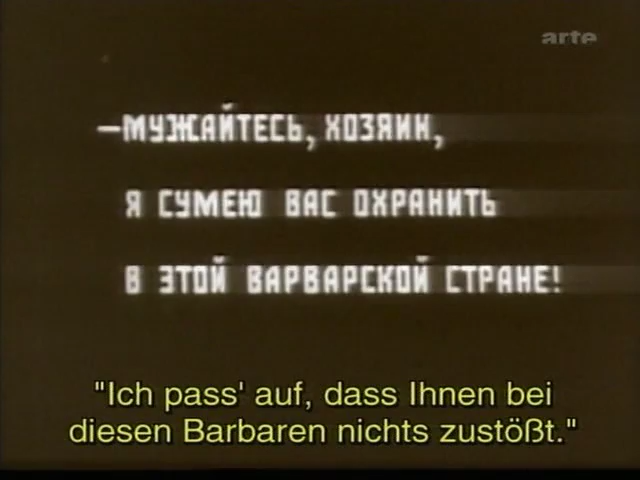 arte
–МУЖАЙТЕСЬ, ХОЗЯИН,
Я СУМЕЮ ВАС ОХРАНИТЬ
В ЭТОЙ ВАРВАРСКОЙ СТРАНЕ!
"Ich pass' auf, dass Ihnen bei
diesen Barbaren nichts zustößt."